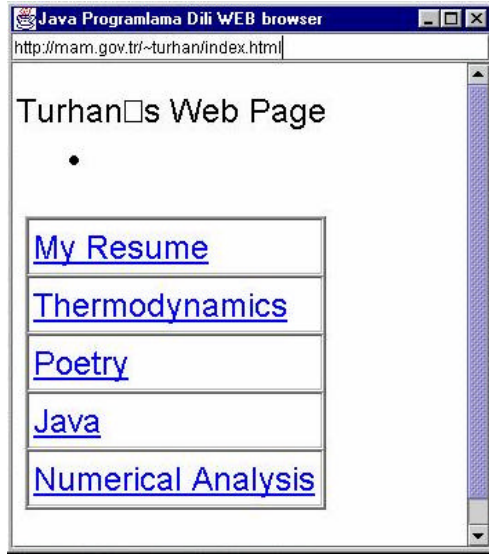 Java Programlama Dili WEB browser
http://mam.gov.tr/~turhan/index.html
Turhan□s Web Page
•
My Resume
Thermodynamics
Poetry
Java
Numerical Analysis